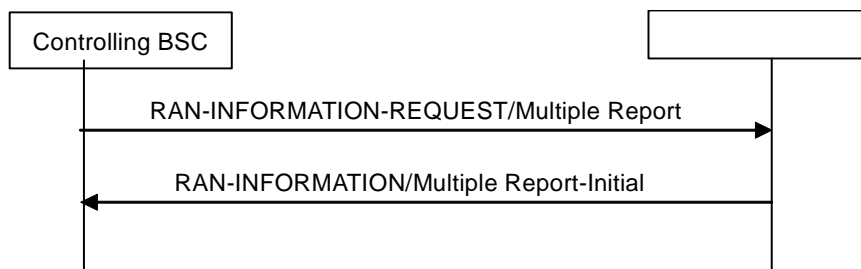 Controlling BSC
RAN-INFORMATION-REQUEST/Multiple Report
RAN-INFORMATION/Multiple Report-Initial